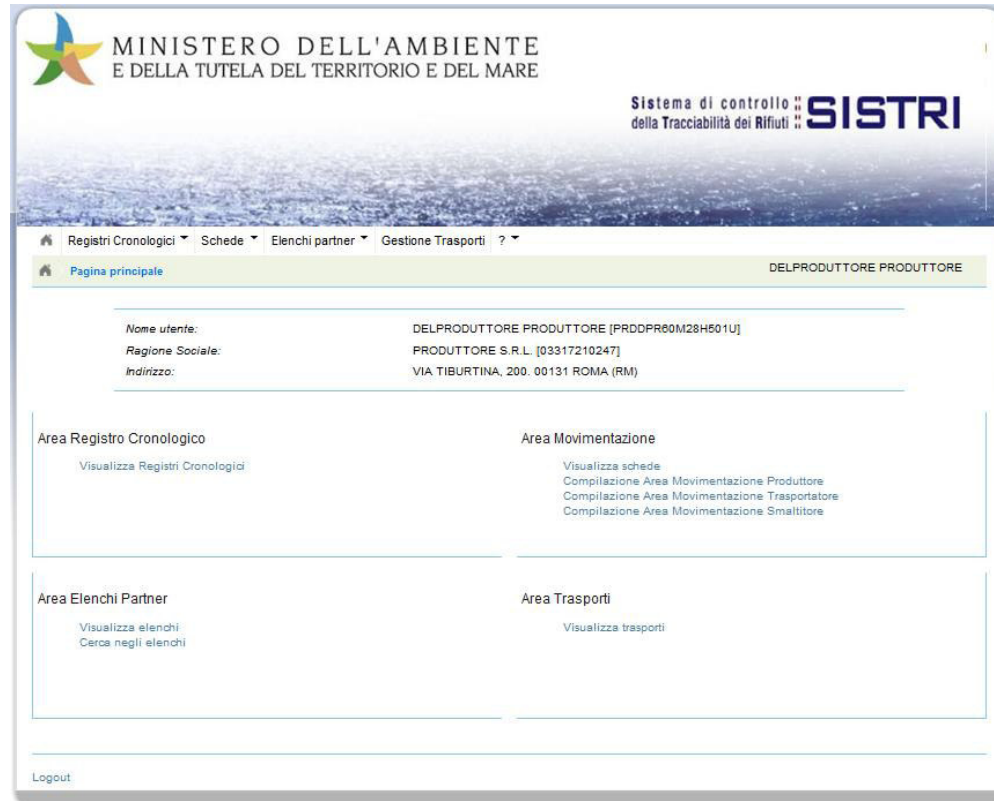 MINISTERO DELL'AMBIENTE
E DELLA TUTELA DEL TERRITORIO E DEL MARE
Sistema di controllo
della Tracciabilità dei Rifiuti
SISTRI
Registri Cronologici Schede Elenchi partner Gestione Trasporti ?
Pagina principale DELPRODUTTORE PRODUTTORE
Nome utente: DELPRODUTTORE PRODUTTORE [PRDDPR60M28H501U]
Ragione Sociale: PRODUTTORE S.R.L. [03317210247]
Indirizzo: VIA TIBURTINA, 200. 00131 ROMA (RM)
Area Registro Cronologico
Visualizza Registri Cronologici
Area Movimentazione
Visualizza schede
Compilazione Area Movimentazione Produttore
Compilazione Area Movimentazione Trasportatore
Compilazione Area Movimentazione Smaltitore
Area Elenchi Partner
Visualizza elenchi
Cerca negli elenchi
Area Trasporti
Visualizza trasporti
Logout